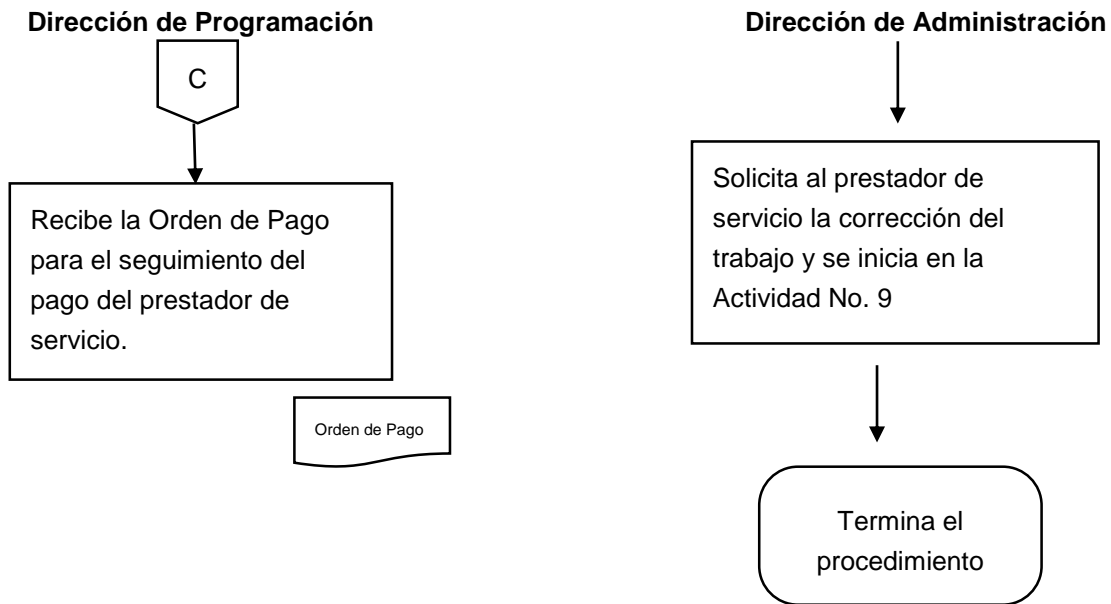 Dirección de Programación
C
Recibe la Orden de Pago
para el seguimiento del
pago del prestador de
servicio.
Orden de Pago
Dirección de Administración
Solicita al prestador de
servicio la corrección del
trabajo y se inicia en la
Actividad No. 9
Termina el
procedimiento